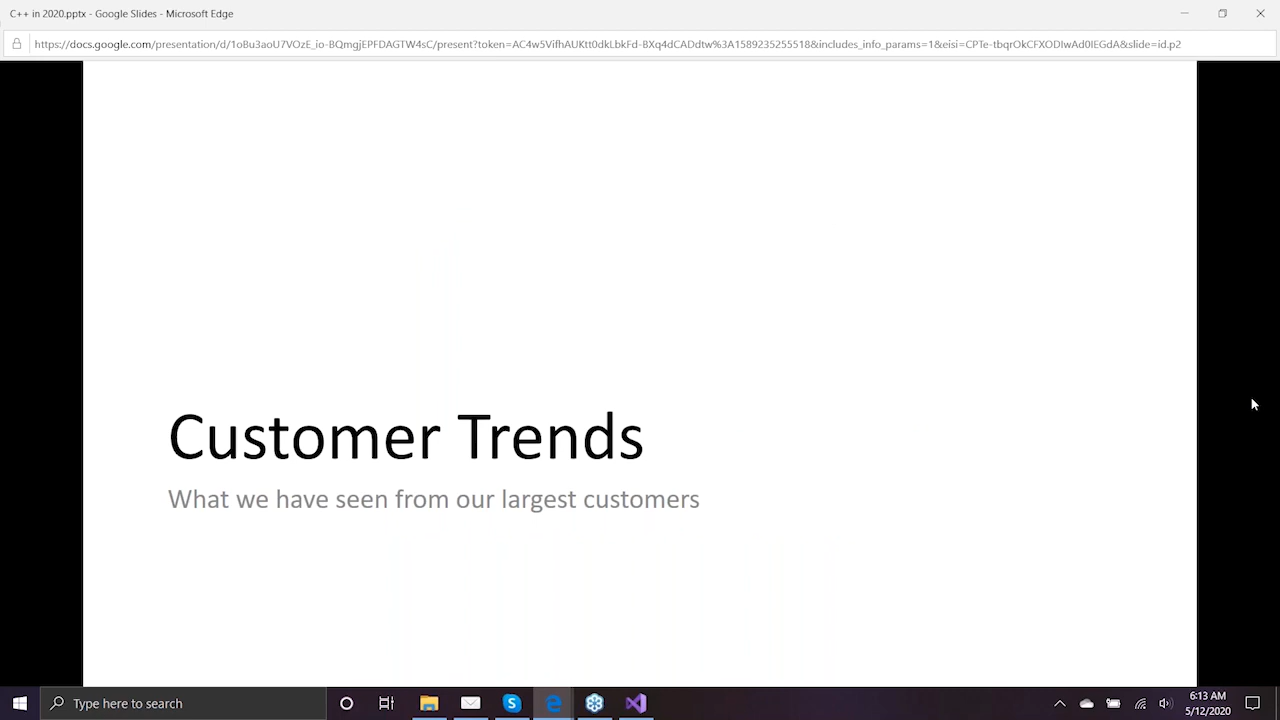 C++ in 2020.pptx - Google Slides - Microsoft Edge
https://docs.google.com/presentation/d/1oBu3aoU7VOzE_io-BQmgjEPFDAGTW4sC/present?token=AC4w5VifhAUKtt0dkLbkFd-BXq4dCADdtw%3A1589235255518&includes_info_params=1&eisi=CPTe-tbqrOkCFXODIwAd0IEGdA&slide=id.p2
Customer Trends
What we have seen from our largest customers
Type here to search
6:13 AM
5/12/2020